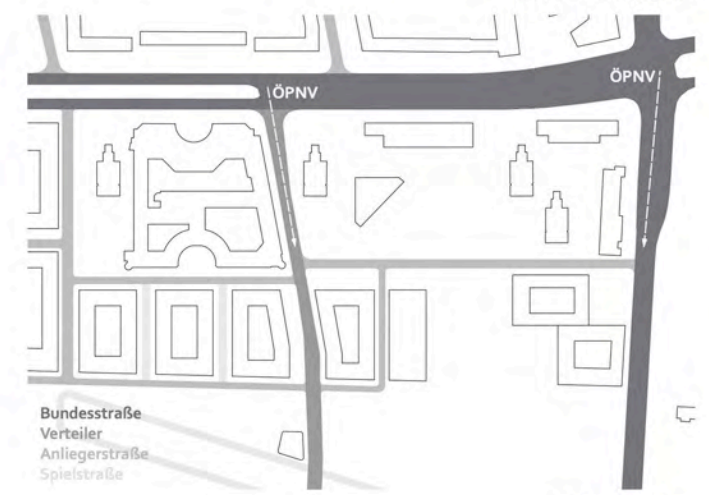 ÖPNV
ÖPNV
Bundesstraße
Verteiler
Anliegerstraße
Spielstraße